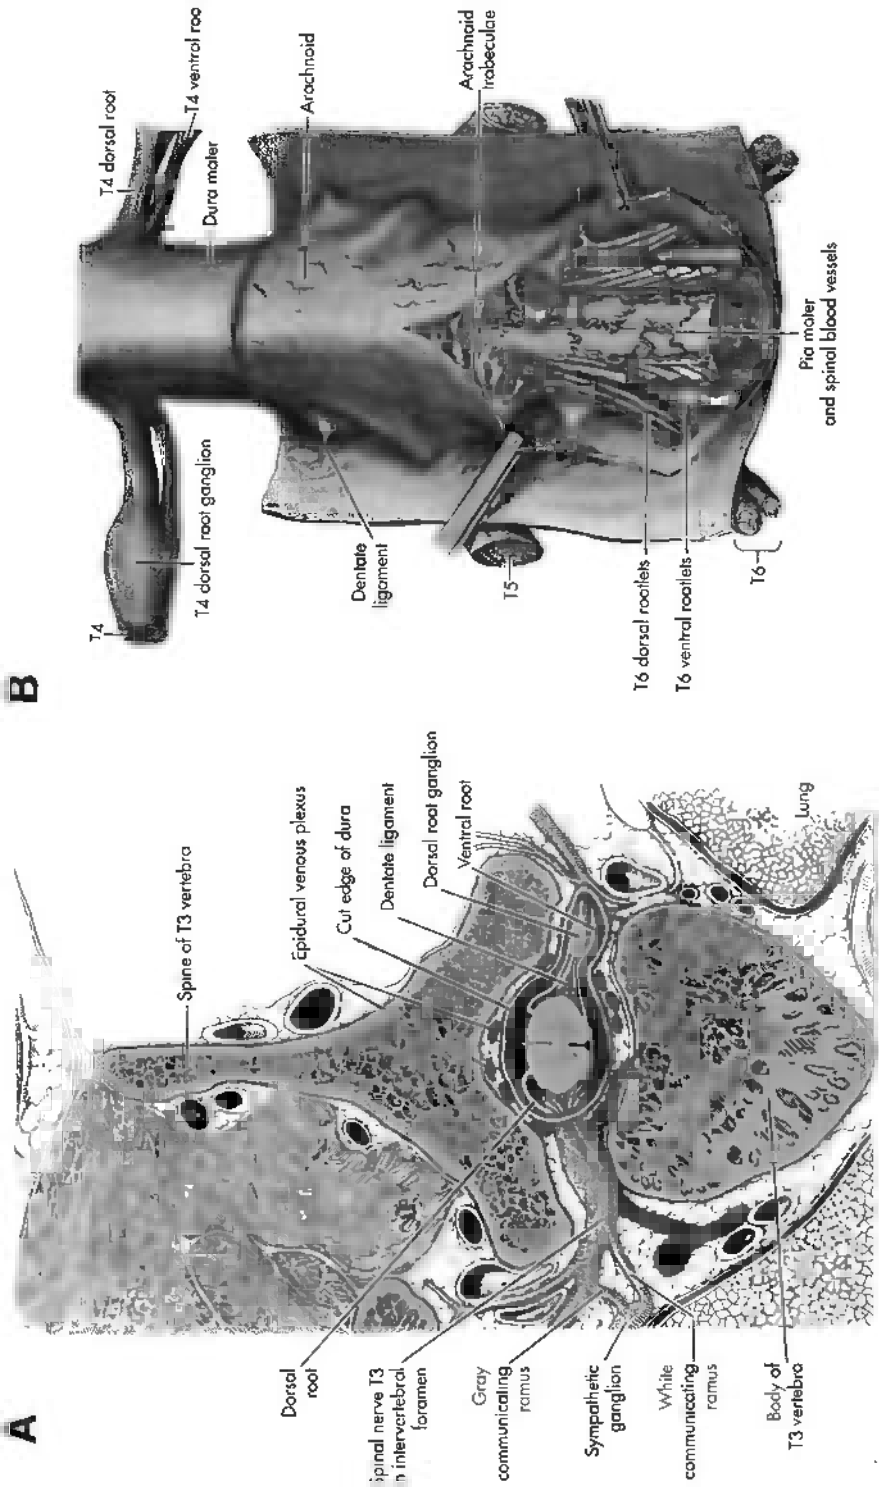 A
Spine of T3 vertebra
Epidural venous plexus
Cut edge of dura
Dentate ligament
Dorsal root ganglion
Ventral root
Lung
Dorsal
root
Spinal nerve T3
n intervertebral
foramen
Gray
communicating
ramus
Sympathetic
ganglion
White
communicating
ramus
Body of
T3 vertebra
B
T4
T4 dorsal root ganglion
T4 dorsal root
T4 ventral roo
Dura mater
Arachnoid
Arachnoid
trabeculae
Dentate
ligament
T5
T6 dorsal rootlets
T6 ventral rootlets
T6
Pia mater
and spinal blood vessels